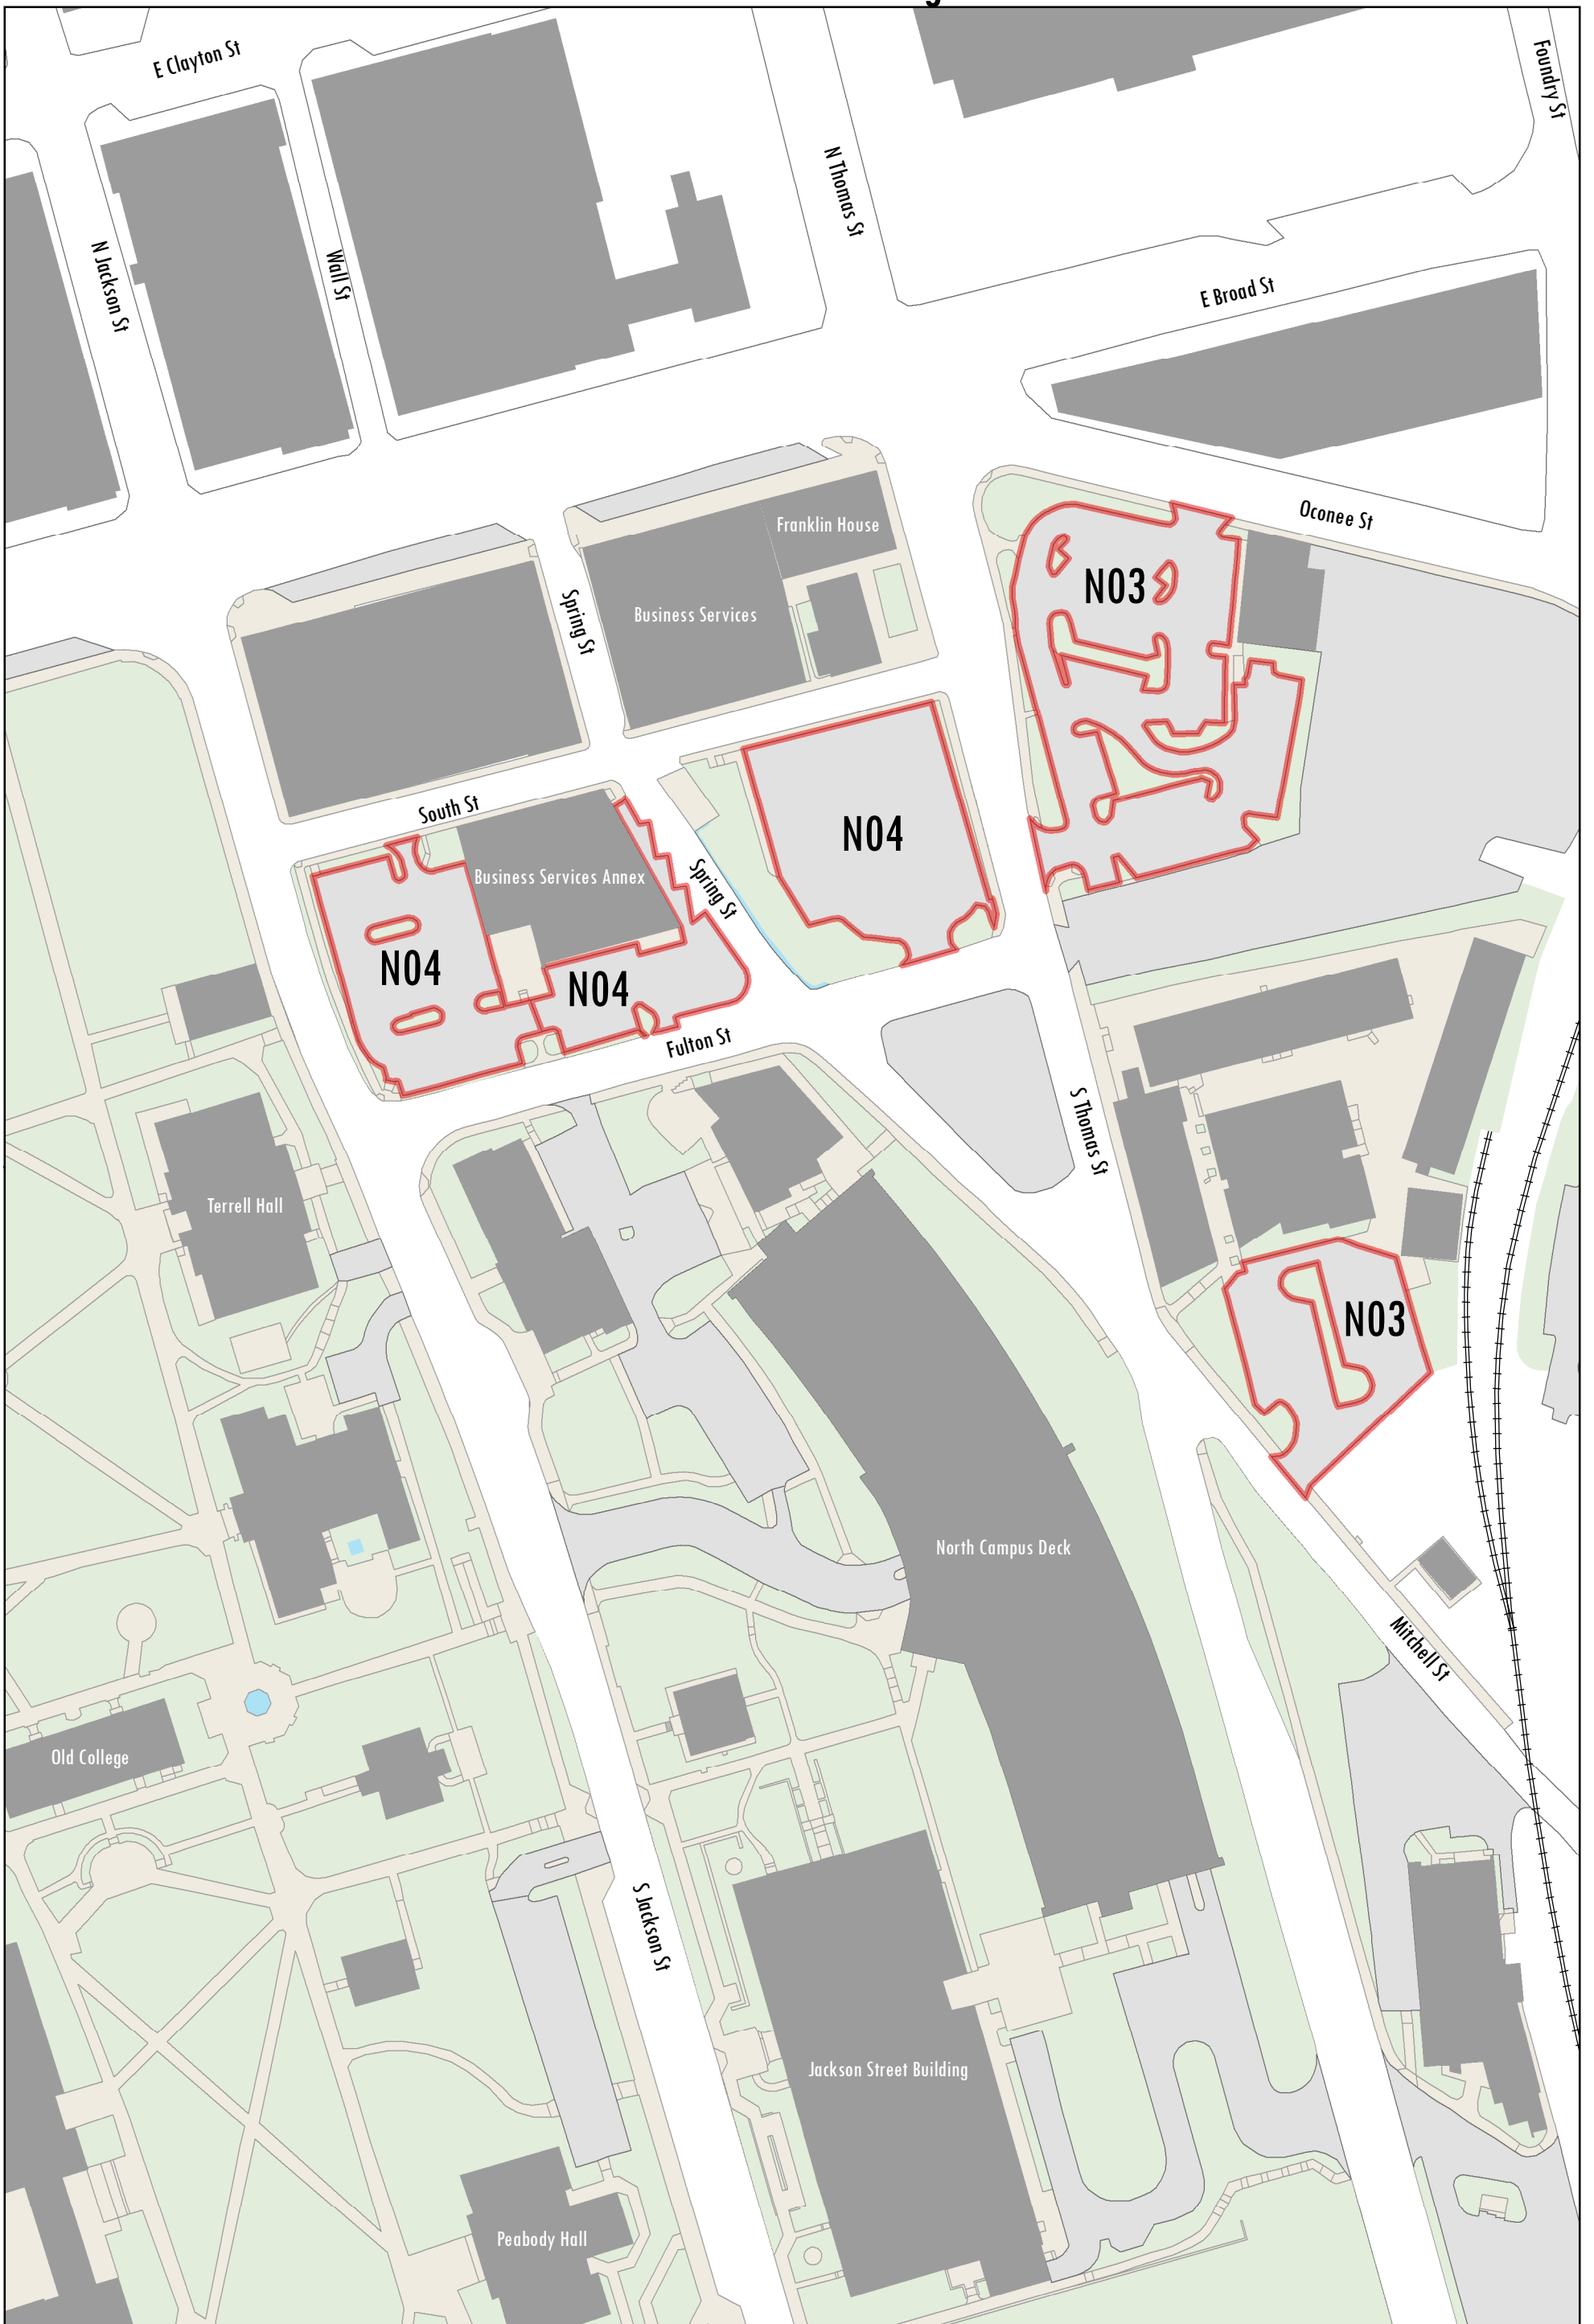 E Clayton St
Foundry St
N Thomas St
N Jackson St
Wall St
E Broad St
Oconee St
Franklin House
N03
Spring St
Business Services
South St
N04
Business Services Annex
Spring St
N04
N04
Fulton St
S Thomas St
Terrell Hall
N03
North Campus Deck
Mitchell St
Old College
S Jackson St
Jackson Street Building
Peabody Hall